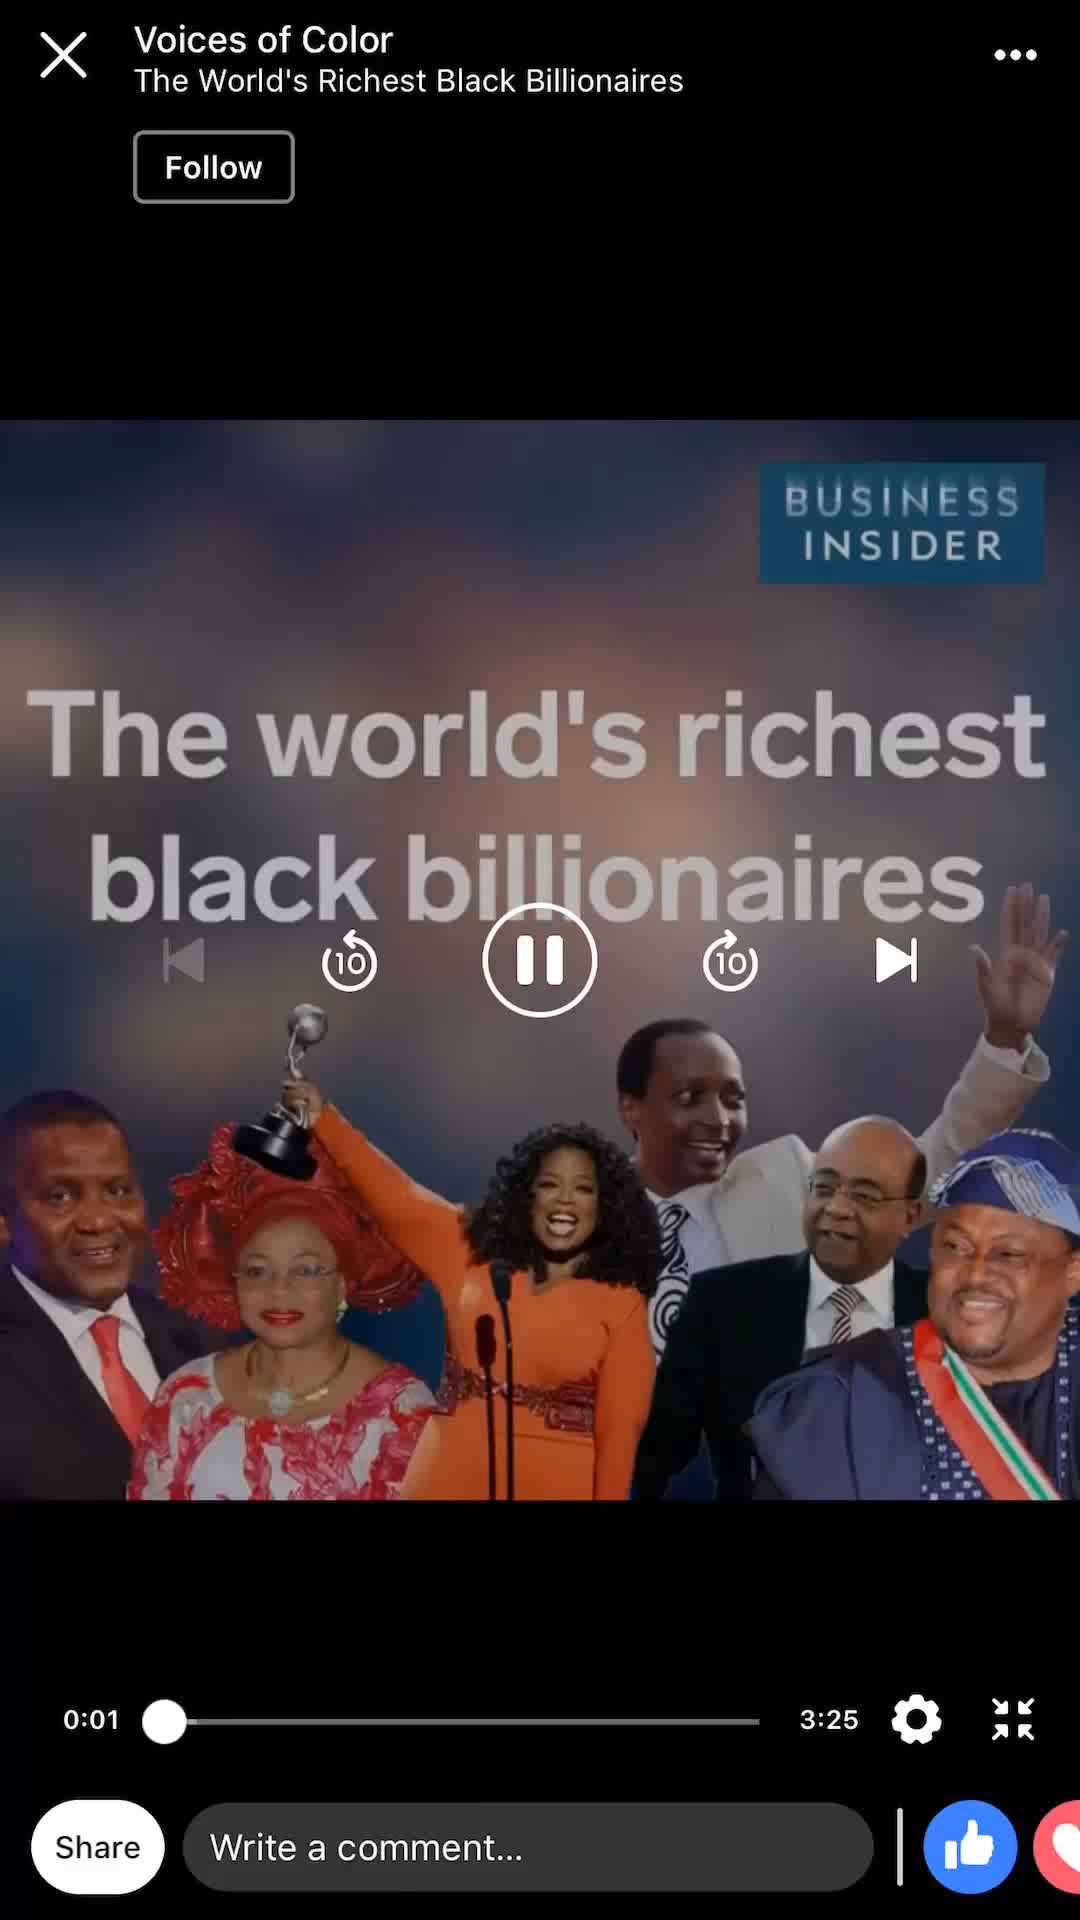 Voices of Color
The World's Richest Black Billionaires
Follow
BUSINESS
INSIDER
The world's richest
black billionaires
10
10
0:01
3:25
Share
Write a comment...